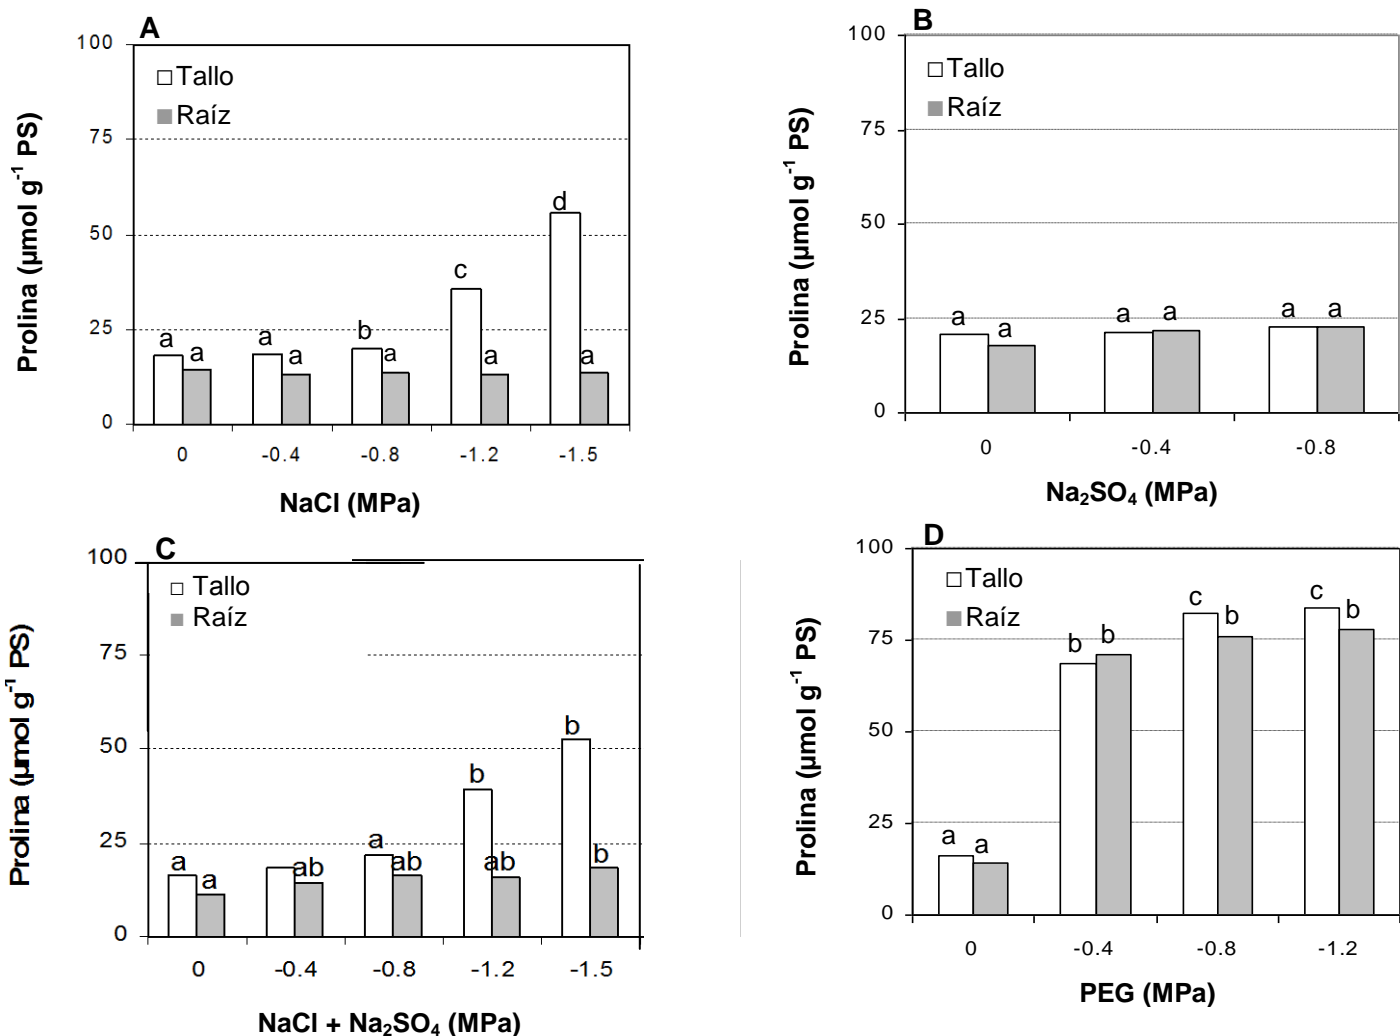 A
100
75
50
25
0
Prolina (µmol g⁻¹ PS)
Tallo
Raíz
a a a a b a c a d a
0 -0.4 -0.8 -1.2 -1.5
NaCl (MPa)
B
100
75
50
25
0
Prolina (µmol g⁻¹ PS)
Tallo
Raíz
a a a a a a
0 -0.4 -0.8
Na₂SO₄ (MPa)
C
100
75
50
25
0
Prolina (µmol g⁻¹ PS)
Tallo
Raíz
a a ab a ab b ab b b
0 -0.4 -0.8 -1.2 -1.5
NaCl + Na₂SO₄ (MPa)
D
100
75
50
25
0
Prolina (µmol g⁻¹ PS)
Tallo
Raíz
a a b b c b c b
0 -0.4 -0.8 -1.2
PEG (MPa)